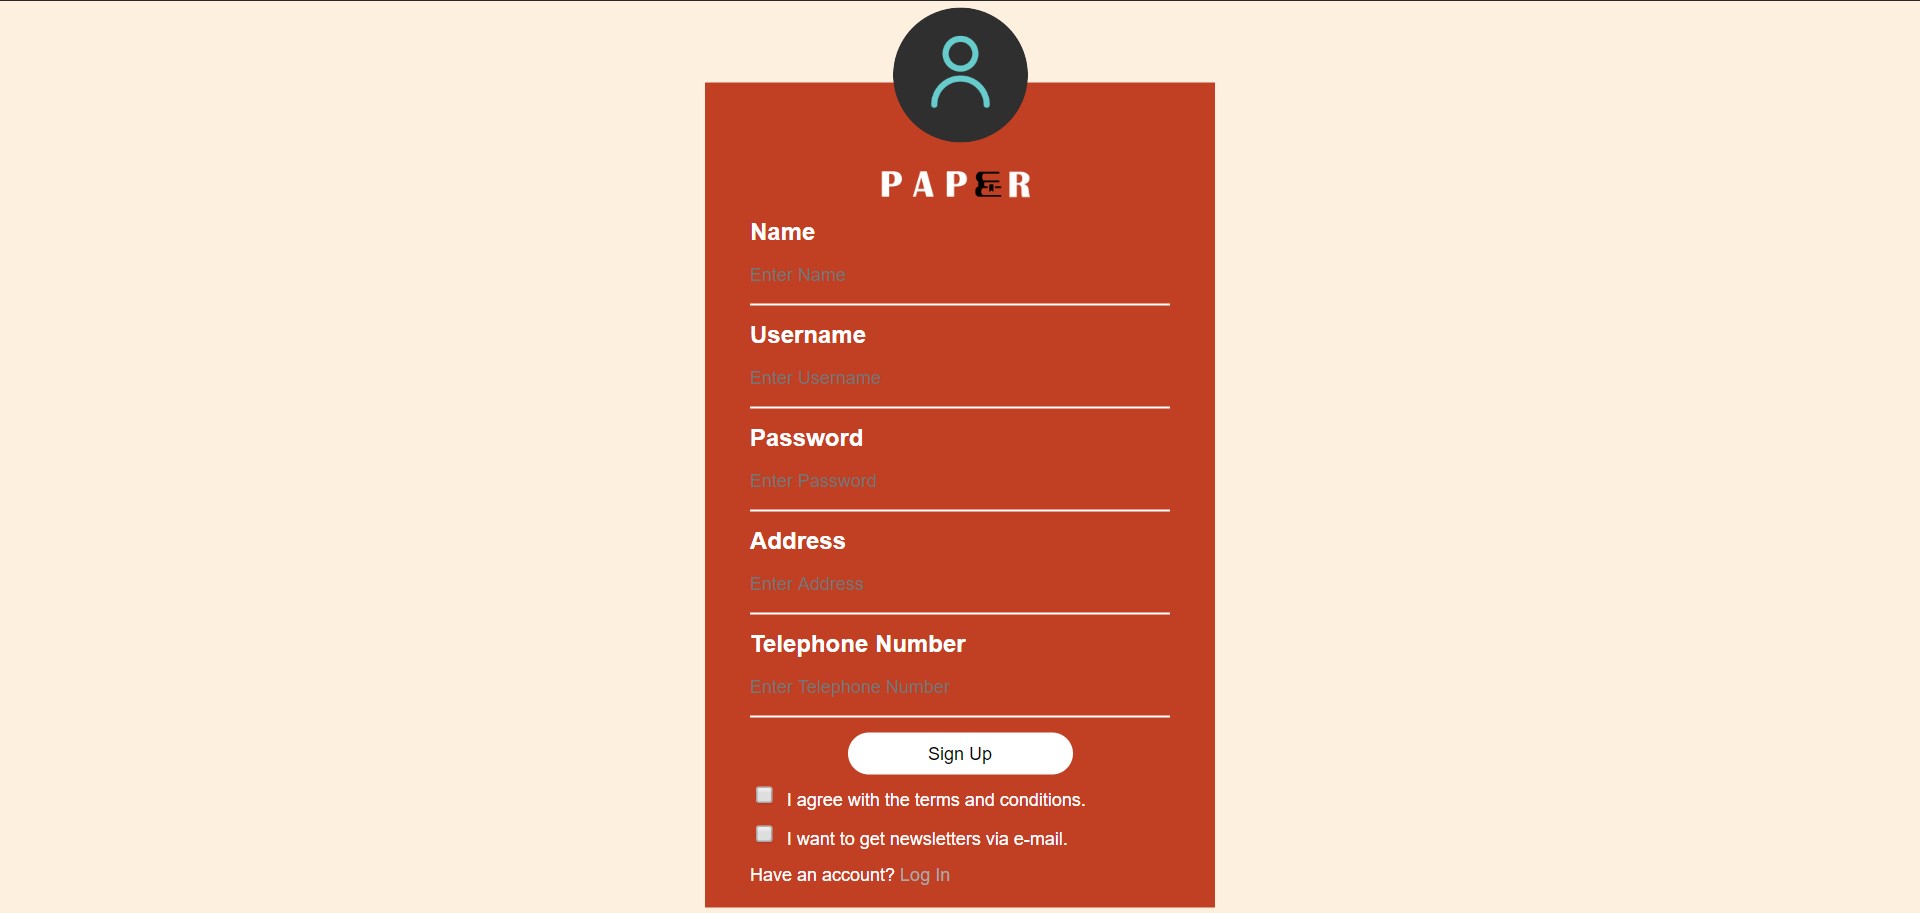 PAPER
Name
Enter Name
Username
Enter Username
Password
Enter Password
Address
Enter Address
Telephone Number
Enter Telephone Number
Sign Up
I agree with the terms and conditions.
I want to get newsletters via e-mail.
Have an account? Log In